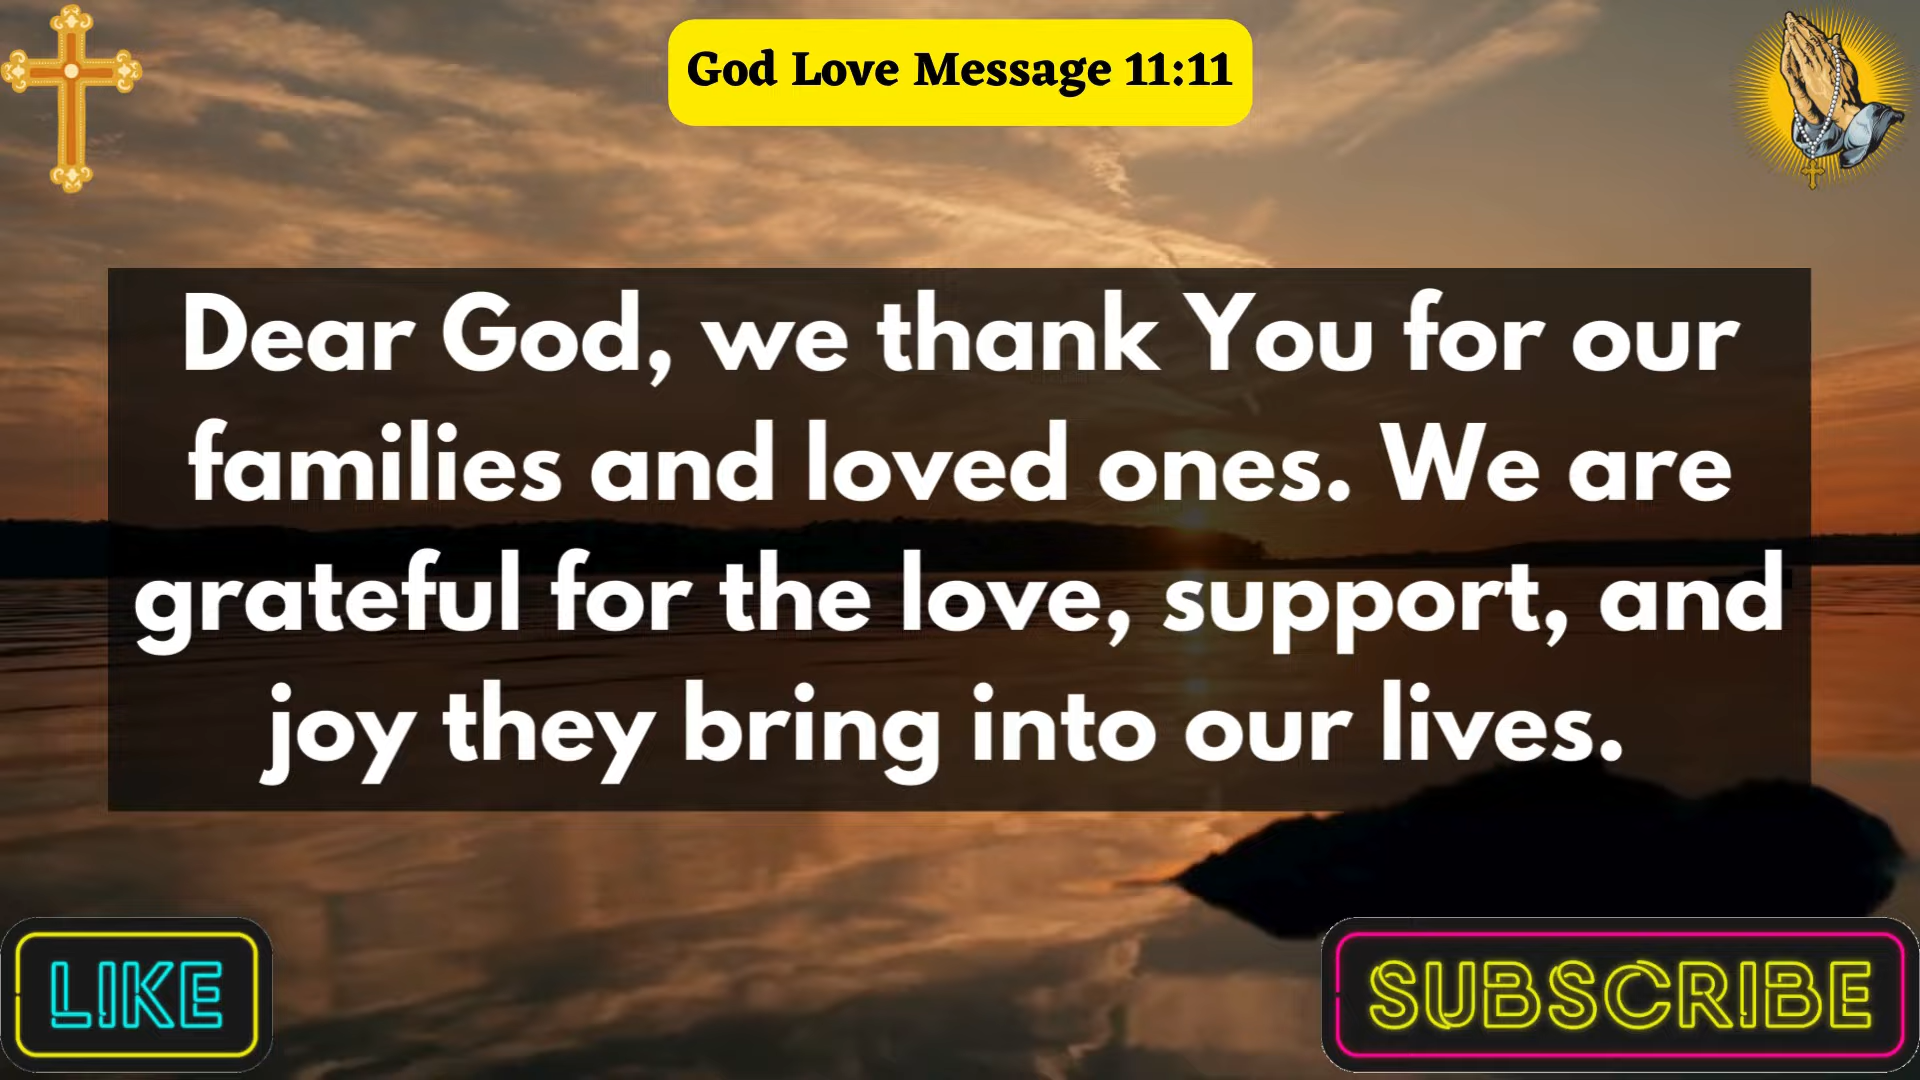 God Love Message 11:11
Dear God, we thank You for our
families and loved ones. We are
grateful for the love, support, and
joy they bring into our lives.
LIKE
SUBSCRIBE